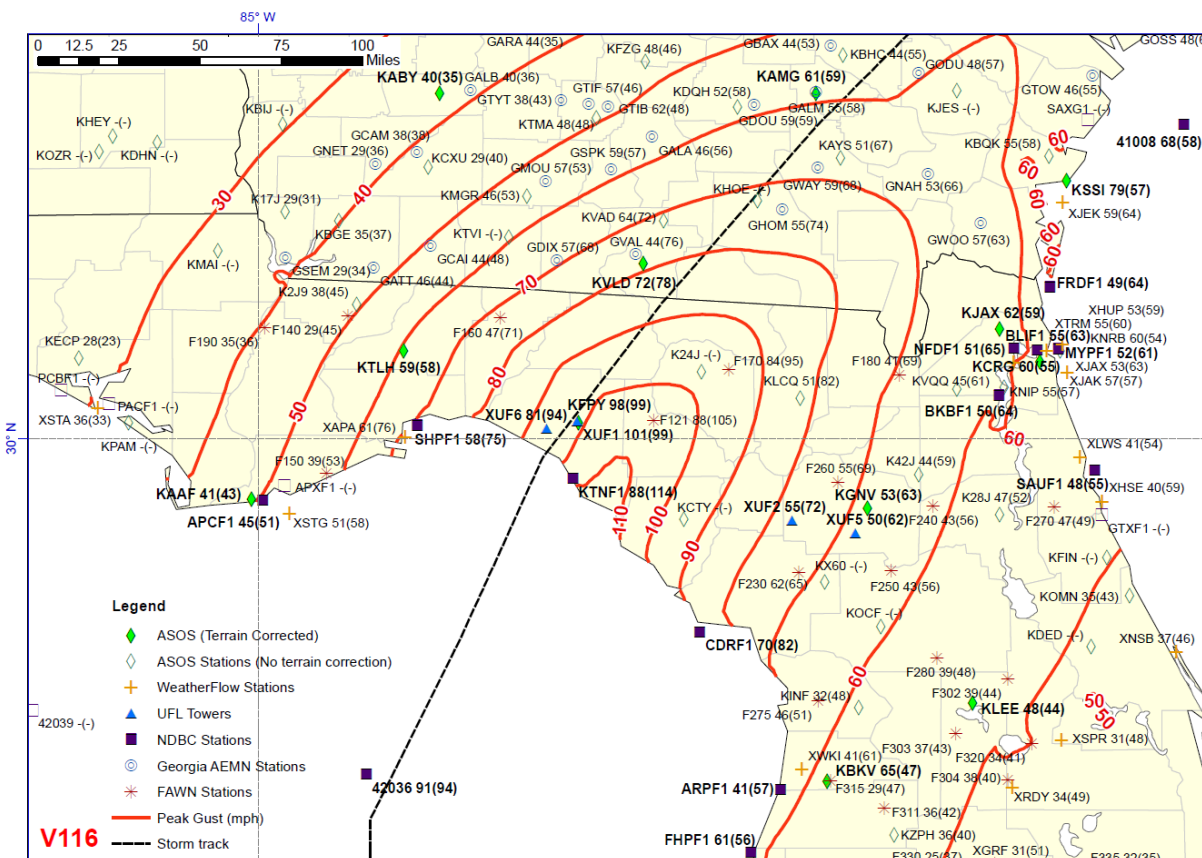 85° W
GARA 44(35)
KFZG 48(46)
GBAX 44(53)
KBHC 44(55)
GOSS 48(6
0 12.5 25 50 75 100
Miles
KABY 40(35)
GALB 40(36)
GTYT 38(43)
GTIF 57(46)
GTIB 62(48)
KTMA 48(48)
KDQH 52(58)
KAMG 61(59)
GALM 55(58)
GDOU 59(59)
GODU 48(57)
KJES -(-)
GTOW 46(55)
SAXG1 -(-)
KBIJ -(-)
KHEY -(-)
KOZR -(-)
KDHN -(-)
GCAM 38(38)
GNET 29(36)
KCXU 29(40)
GSPK 59(57)
GALA 46(56)
GMOU 57(53)
KAYS 51(67)
KBQK 55(58)
60
41008 68(58)
60
KMGR 46(53)
KHOE -(-)
GWAY 59(68)
GNAH 53(66)
KSSI 79(57)
60
XJEK 59(64)
30
40
K17J 29(31)
KBGE 35(37)
KTVI -(-)
KVAD 64(72)
GHOM 55(74)
GWOO 57(63)
60
KMAI -(-)
GSEM 29(34)
GCAI 44(48)
GDIX 57(68)
GVAL 44(76)
60
GATT 46(44)
70
KVLD 72(78)
FRDF1 49(64)
K2J9 38(45)
F140 29(45)
F190 35(36)
F160 47(71)
KJAX 62(59)
XHUP 53(59)
XTRM 55(60)
BLIF1 55(63)
KNRB 60(54)
KECP 28(23)
KTLH 59(58)
K24J -(-)
F170 84(95)
F180 41(69)
NFDF1 51(65)
MYPF1 52(61)
KCRG 60(55)
XJAX 53(63)
PCBF1 -(-)
80
KLCQ 51(82)
KVQQ 45(61)
KNIP 55(57)
XJAK 57(57)
PACF1 -(-)
KFPY 98(99)
BKBF1 50(64)
50
XUF6 81(94)
XSTA 36(33)
XAPA 61(76)
F121 88(105)
30° N
SHPF1 58(75)
XUF1 101(99)
60
KPAM -(-)
XLWS 41(54)
F150 39(53)
F260 55(69)
K42J 44(59)
SAUF1 48(55)
KAAF 41(43)
APXF1 -(-)
KTNF1 88(114)
KGNV 53(63)
K28J 47(52)
XHSE 40(59)
APCF1 45(51)
KCTY -(-)
XUF2 55(72)
XUF5 50(62)
F240 43(56)
F270 47(49)
XSTG 51(58)
110
100
GTXF1 -(-)
90
KFIN -(-)
F230 62(65)
KX60 -(-)
F250 43(56)
KOMN 35(43)
Legend
KOCF -(-)
ASOS (Terrain Corrected)
CDRF1 70(82)
KDED -(-)
XNSB 37(46)
ASOS Stations (No terrain correction)
60
F280 39(48)
WeatherFlow Stations
KINF 32(48)
F302 39(44)
50
UFL Towers
F275 46(51)
KLEE 48(44)
50
42039 -(-)
NDBC Stations
F303 37(43)
XSPR 31(48)
Georgia AEMN Stations
XWKI 41(61)
F320 34(41)
42036 91(94)
KBKV 65(47)
F304 38(40)
FAWN Stations
ARPF1 41(57)
F315 29(47)
XRDY 34(49)
Peak Gust (mph)
F311 36(42)
V116
Storm track
FHPF1 61(56)
KZPH 36(40)
XGRF 31(51)